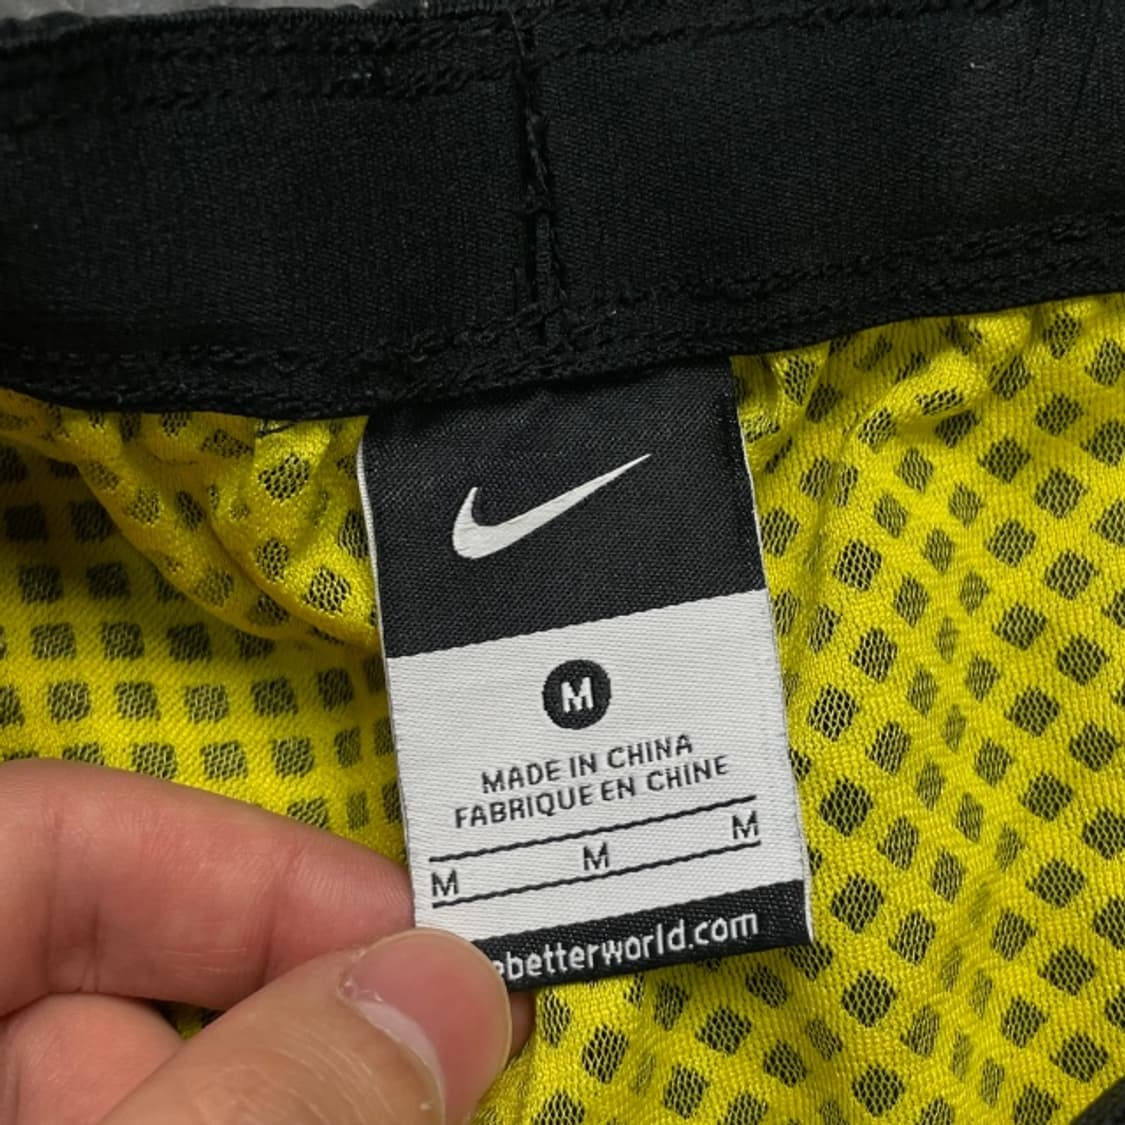 M
MADE IN CHINA
FABRIQUE EN CHINE
M M M
betterworld.com